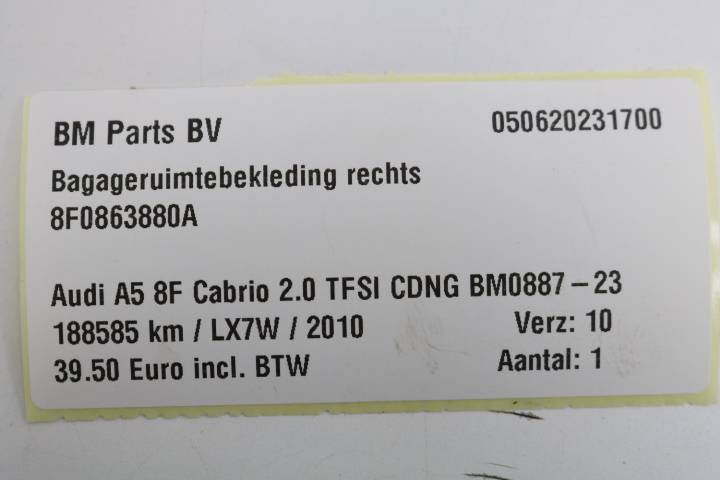 BM Parts BV 050620231700
Bagageruimtebekleding rechts
8F0863880A
Audi A5 8F Cabrio 2.0 TFSI CDNG BM0887 – 23
188585 km / LX7W / 2010 Verz: 10
39.50 Euro incl. BTW Aantal: 1